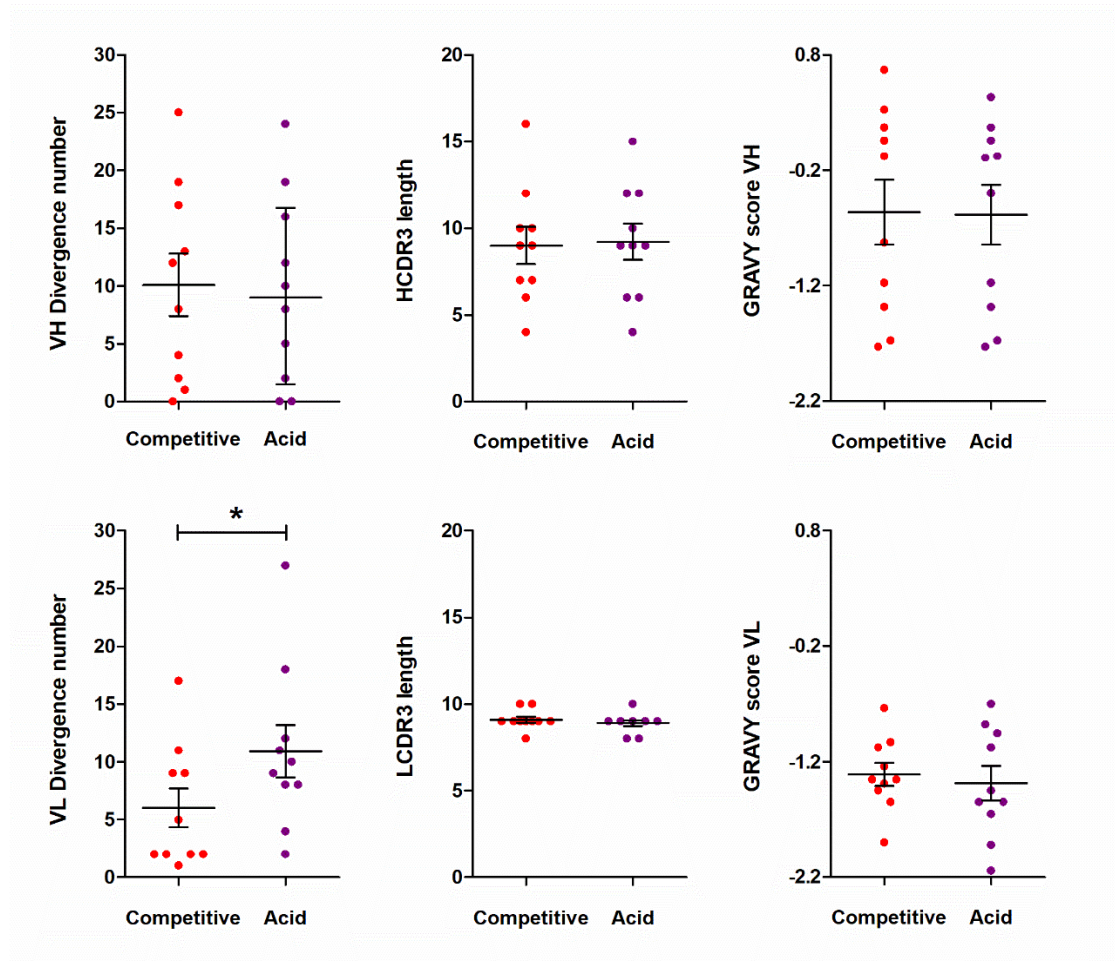 VH Divergence number
30
25
20
15
10
5
0
Competitive Acid
HCDR3 length
20
15
10
5
0
Competitive Acid
GRAVY score VH
0.8
-0.2
-1.2
-2.2
Competitive Acid
VL Divergence number
30
25
20
15
10
5
0
*
Competitive Acid
LCDR3 length
20
15
10
5
0
Competitive Acid
GRAVY score VL
0.8
-0.2
-1.2
-2.2
Competitive Acid